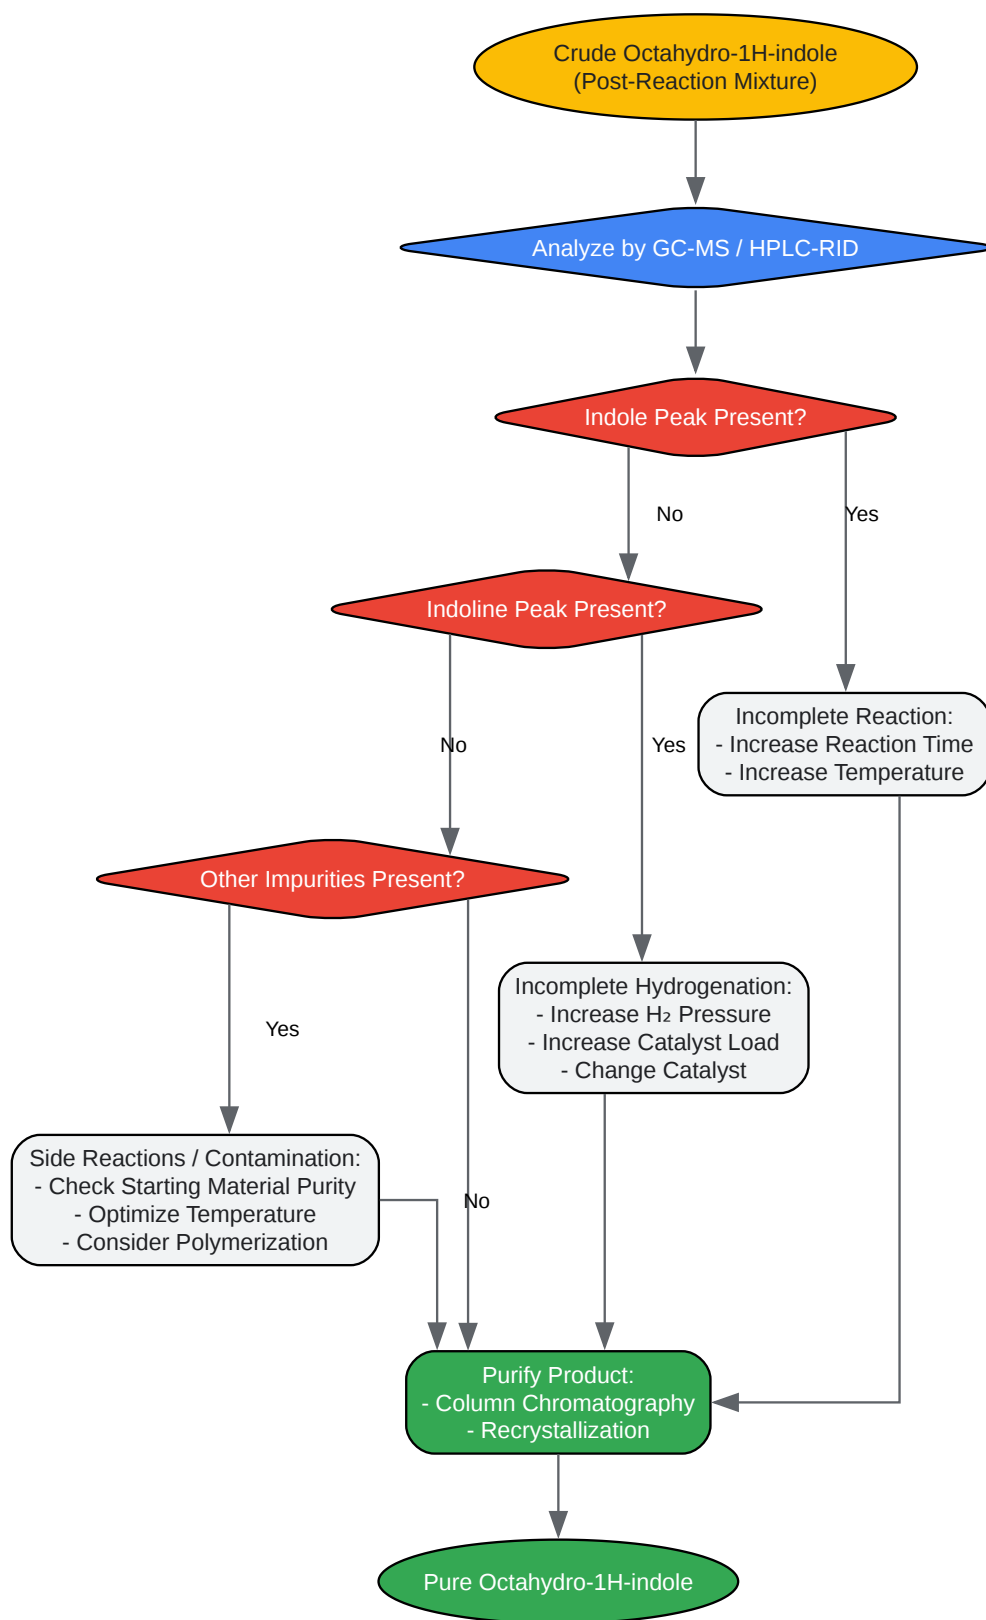 Crude Octahydro-1H-indole
(Post-Reaction Mixture)
Analyze by GC-MS / HPLC-RID
Indole Peak Present?
No
Yes
Indoline Peak Present?
Incomplete Reaction:
- Increase Reaction Time
- Increase Temperature
No
Yes
Other Impurities Present?
Incomplete Hydrogenation:
- Increase H₂ Pressure
- Increase Catalyst Load
- Change Catalyst
Yes
Side Reactions / Contamination:
- Check Starting Material Purity
- Optimize Temperature
- Consider Polymerization
No
Purify Product:
- Column Chromatography
- Recrystallization
Pure Octahydro-1H-indole